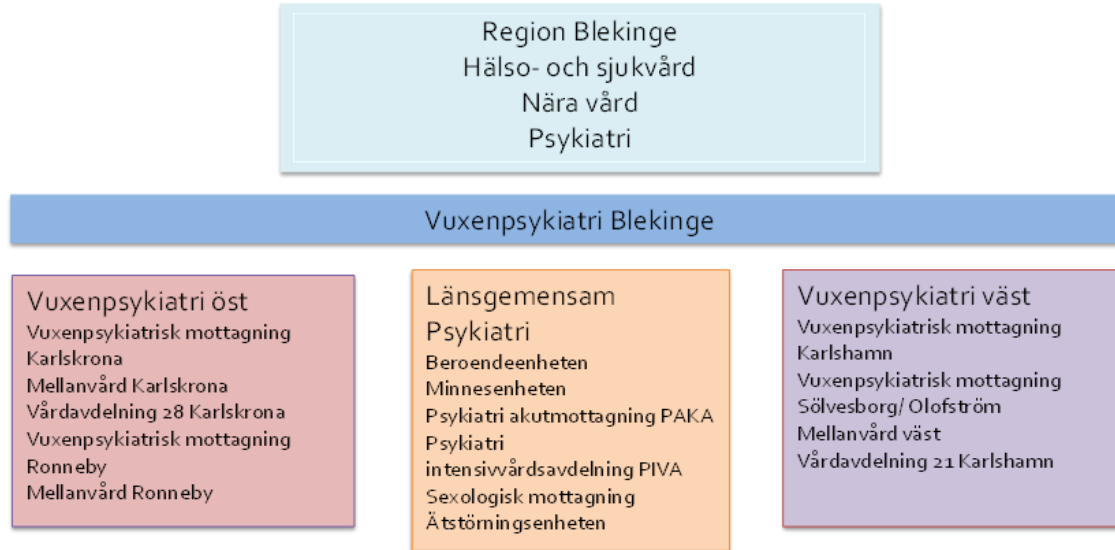 Region Blekinge
Hälso- och sjukvård
Nära vård
Psykiatri
Vuxenpsykiatri Blekinge
Vuxenpsykiatri öst
Vuxenpsykiatrisk mottagning
Karlskrona
Mellanvård Karlskrona
Vårdavdelning 28 Karlskrona
Vuxenpsykiatrisk mottagning
Ronneby
Mellanvård Ronneby
Länsgemensam
Psykiatri
Beroendeenheten
Minnesenheten
Psykiatri akutmottagning PAKA
Psykiatri
intensivvårdsavdelning PIVA
Sexologisk mottagning
Ätstörningsenheten
Vuxenpsykiatri väst
Vuxenpsykiatrisk mottagning
Karlshamn
Vuxenpsykiatrisk mottagning
Sölvesborg/ Olofström
Mellanvård väst
Vårdavdelning 21 Karlshamn